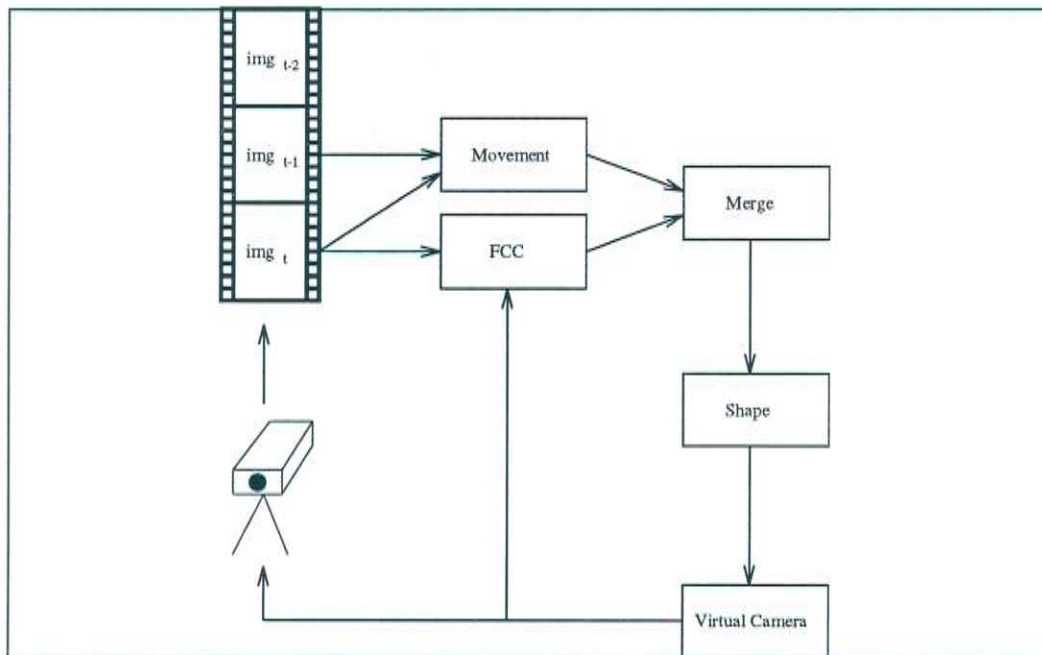 img t-2
img t-1
img t
Movement
FCC
Merge
Shape
Virtual Camera